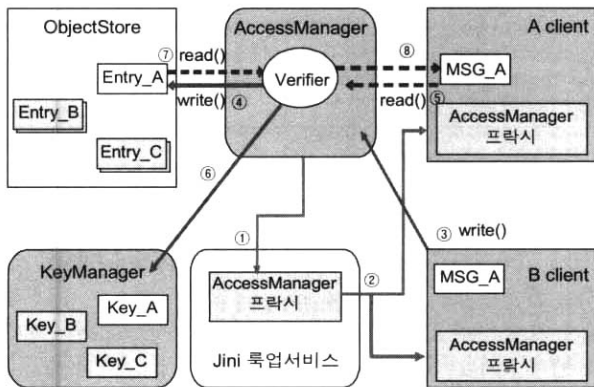 ObjectStore
AccessManager
A client
⑦ read()
⑧
Entry_A
Verifier
MSG_A
write() ④
read() ⑤
Entry_B
AccessManager
프락시
Entry_C
⑥
①
③ write()
KeyManager
B client
AccessManager
프락시
②
MSG_A
Key_A
Key_B
AccessManager
프락시
Key_C
Jini 룩업서비스